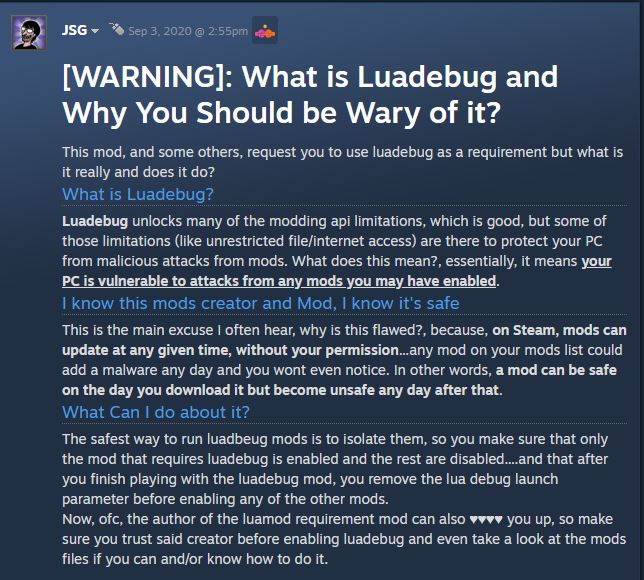 JSG Sep 3, 2020 @ 2:55pm
[WARNING]: What is Luadebug and
Why You Should be Wary of it?
This mod, and some others, request you to use luadebug as a requirement but what is
it really and does it do?
What is Luadebug?
Luadebug unlocks many of the modding api limitations, which is good, but some of
those limitations (like unrestricted file/internet access) are there to protect your PC
from malicious attacks from mods. What does this mean?, essentially, it means your
PC is vulnerable to attacks from any mods you may have enabled.
I know this mods creator and Mod, I know it's safe
This is the main excuse I often hear, why is this flawed?, because, on Steam, mods can
update at any given time, without your permission...any mod on your mods list could
add a malware any day and you wont even notice. In other words, a mod can be safe
on the day you download it but become unsafe any day after that.
What Can I do about it?
The safest way to run luadbeug mods is to isolate them, so you make sure that only
the mod that requires luadebug is enabled and the rest are disabled....and that after
you finish playing with the luadebug mod, you remove the lua debug launch
parameter before enabling any of the other mods.
Now, ofc, the author of the luamod requirement mod can also ♥♥♥♥ you up, so make
sure you trust said creator before enabling luadebug and even take a look at the mods
files if you can and/or know how to do it.